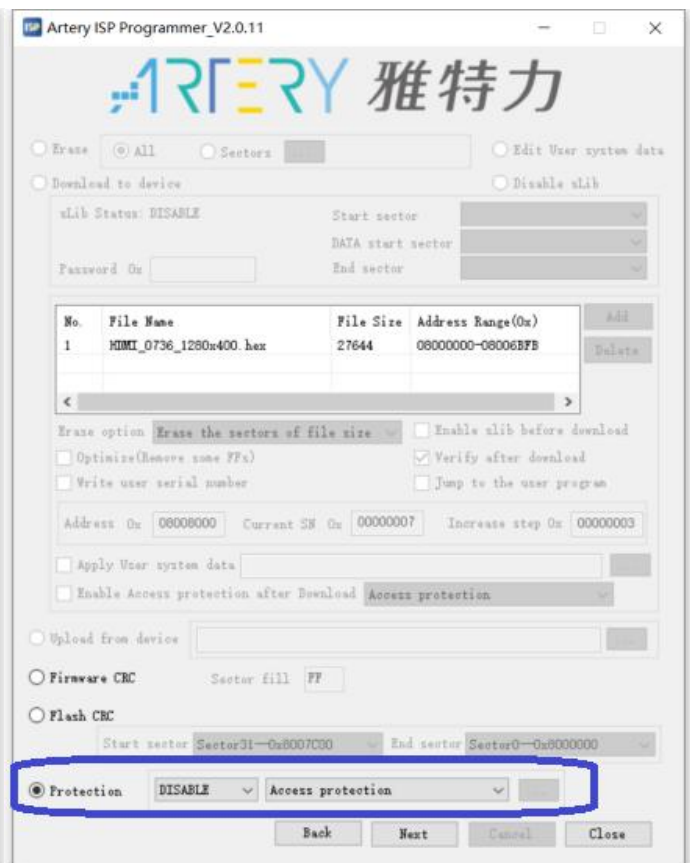 Artery ISP Programmer_V2.0.11
ARTERY 雅特力
Erase All Sectors ... Edit User system data
Download to device Disable sLib
sLib Status: DISABLE Start sector
DATA start sector
Password 0x End sector
No. File Name File Size Address Range(0x) Add
1 HDMI_0736_1280x400.hex 27644 08000000-08006BFB Delete
Erase option Erase the sectors of file size Enable slib before download
Optimize(Remove some FFs) Verify after download
Write user serial number Jump to the user program
Address 0x 08008000 Current SN 0x 00000007 Increase step 0x 00000003
Apply User system data ...
Enable Access protection after Download Access protection
Upload from device ...
Firmware CRC Sector fill FF
Flash CRC
Start sector Sector31--0x8007C00 End sector Sector0--0x8000000
Protection DISABLE Access protection ...
Back Next Cancel Close